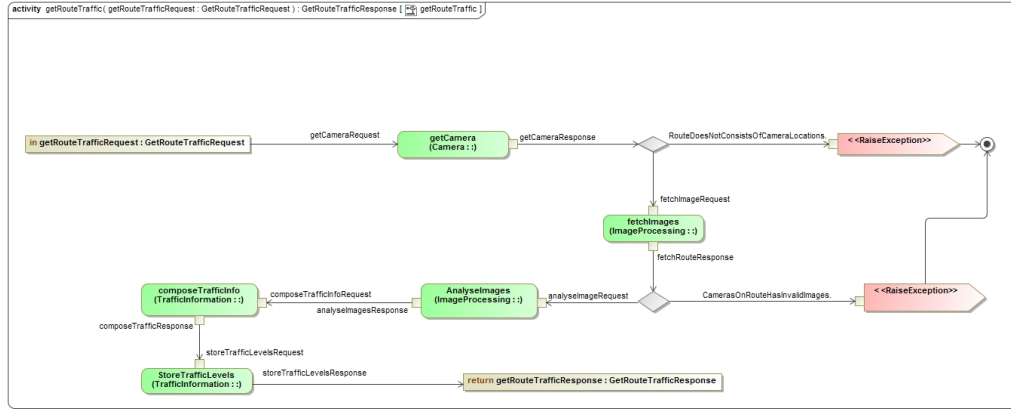 activity getRouteTraffic( getRouteTrafficRequest : GetRouteTrafficRequest ) : GetRouteTrafficResponse [ getRouteTraffic ]
in getRouteTrafficRequest : GetRouteTrafficRequest
getCameraRequest
getCamera
(Camera : :)
getCameraResponse
RouteDoesNotConsistsOfCameraLocations.
< <RaiseException>>
fetchImageRequest
fetchImages
(ImageProcessing : :)
fetchRouteResponse
composeTrafficInfo
(TrafficInformation : :)
composeTrafficInfoRequest
analyseImagesResponse
AnalyseImages
(ImageProcessing : :)
analyseImageRequest
CamerasOnRouteHasInvalidImages.
< <RaiseException>>
composeTrafficResponse
storeTrafficLevelsRequest
StoreTrafficLevels
(TrafficInformation : :)
storeTrafficLevelsResponse
return getRouteTrafficResponse : GetRouteTrafficResponse